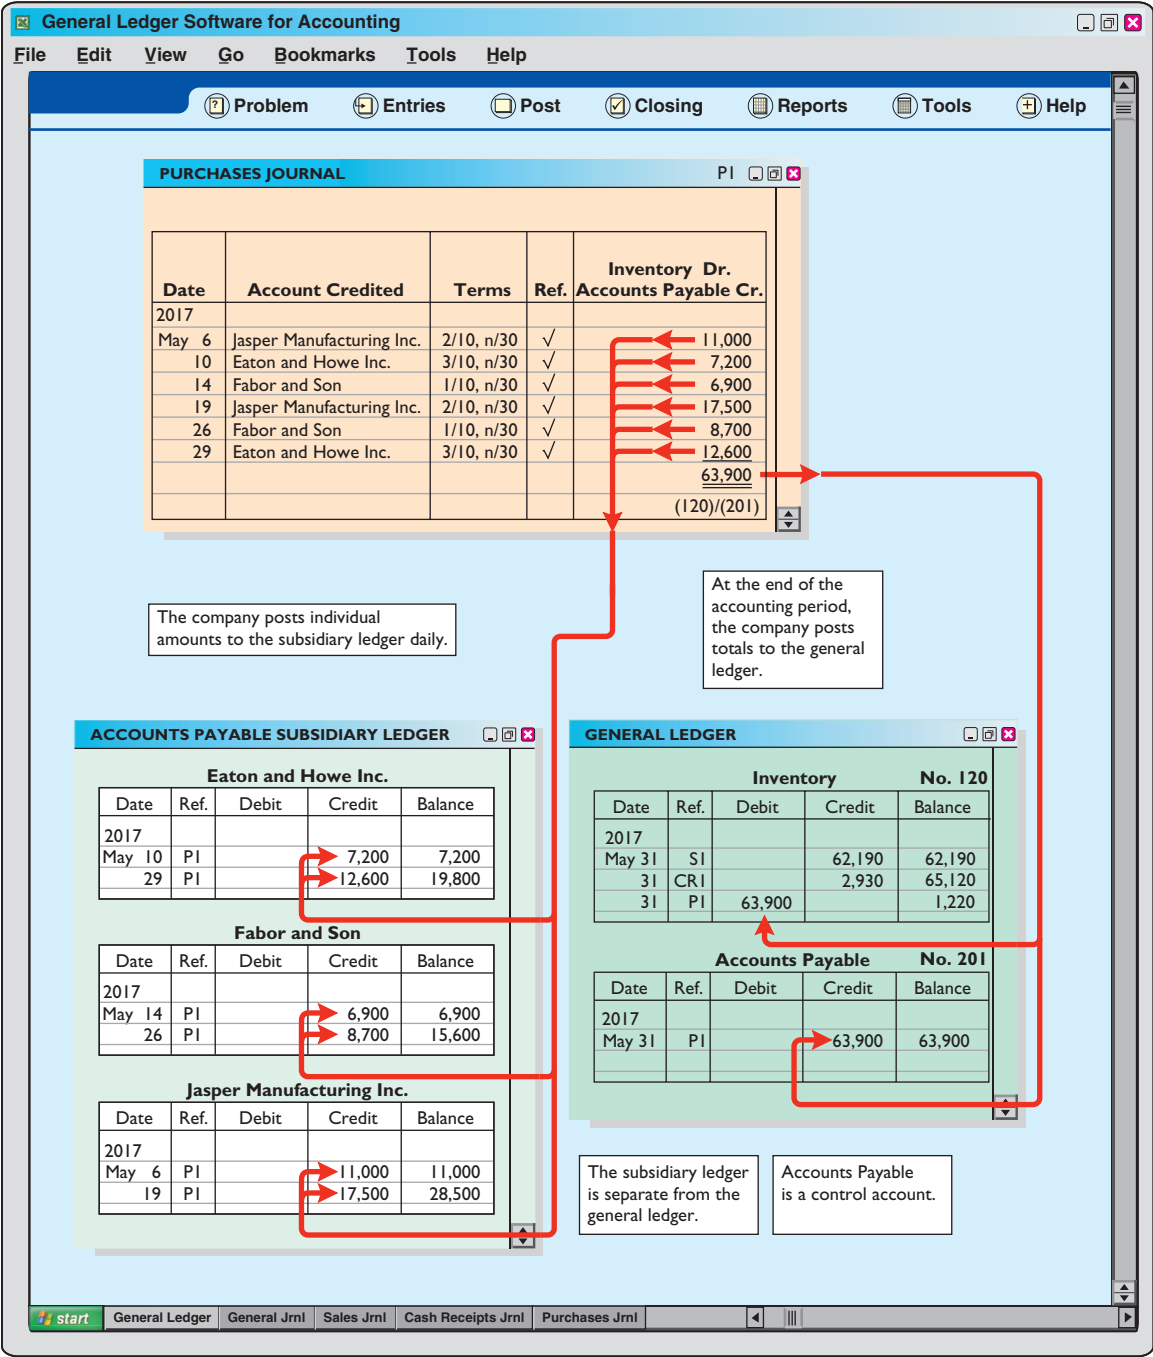 General Ledger Software for Accounting
File Edit View Go Bookmarks Tools Help
Problem Entries Post Closing Reports Tools Help
PURCHASES JOURNAL P1
Inventory Dr.
Date Account Credited Terms Ref. Accounts Payable Cr.
2017
May 6 Jasper Manufacturing Inc. 2/10, n/30 √ 11,000
10 Eaton and Howe Inc. 3/10, n/30 √ 7,200
14 Fabor and Son 1/10, n/30 √ 6,900
19 Jasper Manufacturing Inc. 2/10, n/30 √ 17,500
26 Fabor and Son 1/10, n/30 √ 8,700
29 Eaton and Howe Inc. 3/10, n/30 √ 12,600
63,900
(120)/(201)
The company posts individual
amounts to the subsidiary ledger daily.
At the end of the
accounting period,
the company posts
totals to the general
ledger.
ACCOUNTS PAYABLE SUBSIDIARY LEDGER
Eaton and Howe Inc.
Date Ref. Debit Credit Balance
2017
May 10 P1 7,200 7,200
29 P1 12,600 19,800
Fabor and Son
Date Ref. Debit Credit Balance
2017
May 14 P1 6,900 6,900
26 P1 8,700 15,600
Jasper Manufacturing Inc.
Date Ref. Debit Credit Balance
2017
May 6 P1 11,000 11,000
19 P1 17,500 28,500
GENERAL LEDGER
Inventory No. 120
Date Ref. Debit Credit Balance
2017
May 31 S1 62,190 62,190
31 CR1 2,930 65,120
31 P1 63,900 1,220
Accounts Payable No. 201
Date Ref. Debit Credit Balance
2017
May 31 P1 63,900 63,900
The subsidiary ledger
is separate from the
general ledger.
Accounts Payable
is a control account.
start General Ledger General Jrnl Sales Jrnl Cash Receipts Jrnl Purchases Jrnl